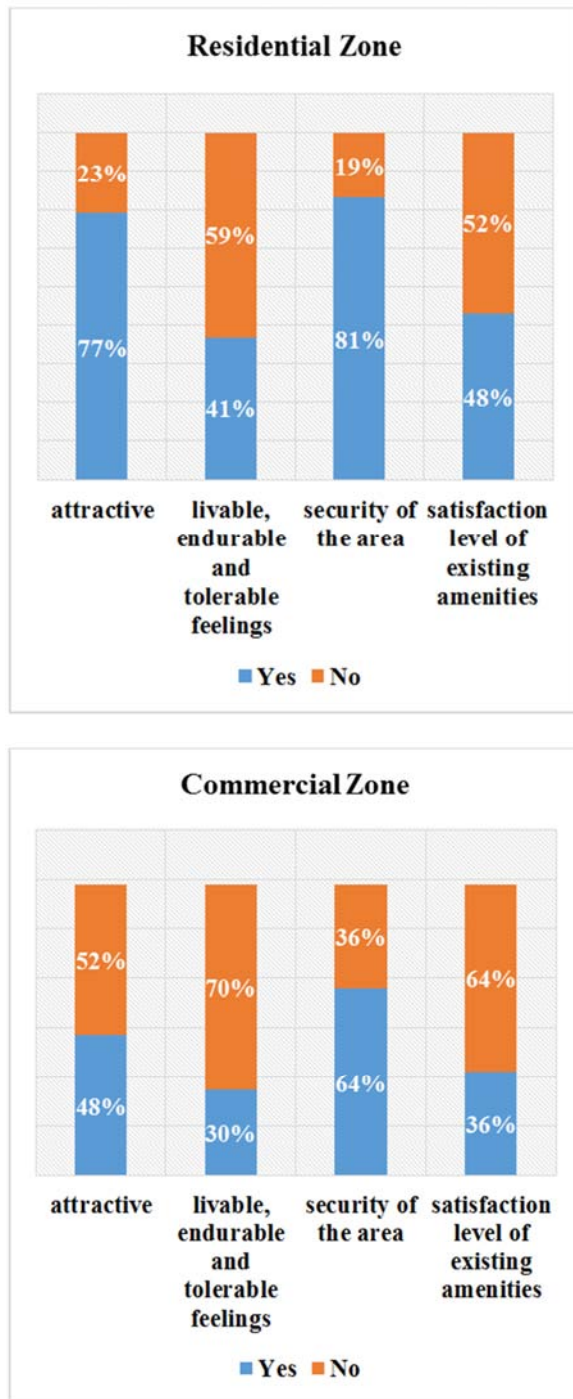 Residential Zone
23%
59%
19%
52%
77%
41%
81%
48%
attractive
livable,
endurable
and
tolerable
feelings
security of
the area
satisfaction
level of
existing
amenities
Yes No
Commercial Zone
52%
70%
36%
64%
48%
30%
64%
36%
attractive
livable,
endurable
and
tolerable
feelings
security of
the area
satisfaction
level of
existing
amenities
Yes No